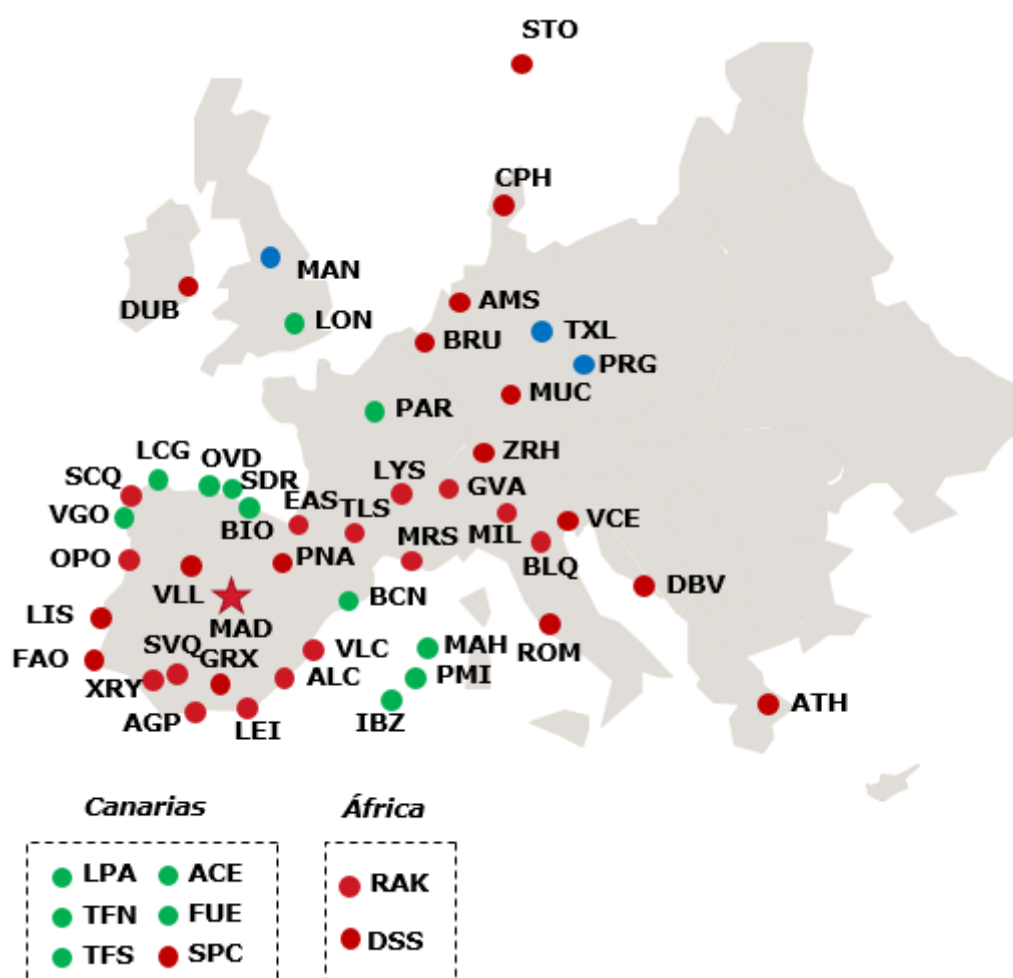 STO
CPH
MAN
DUB
AMS
LON
TXL
BRU
PRG
MUC
PAR
LCG
OVD
ZRH
SCQ
SDR
LYS
GVA
EAS
TLS
VGO
BIO
VCE
MRS
MIL
OPO
PNA
BLQ
DBV
VLL
BCN
LIS
MAD
SVQ
VLC
MAH
ROM
FAO
GRX
XRY
ALC
PMI
AGP
LEI
IBZ
ATH
Canarias
África
LPA ACE
TFN FUE
TFS SPC
RAK
DSS